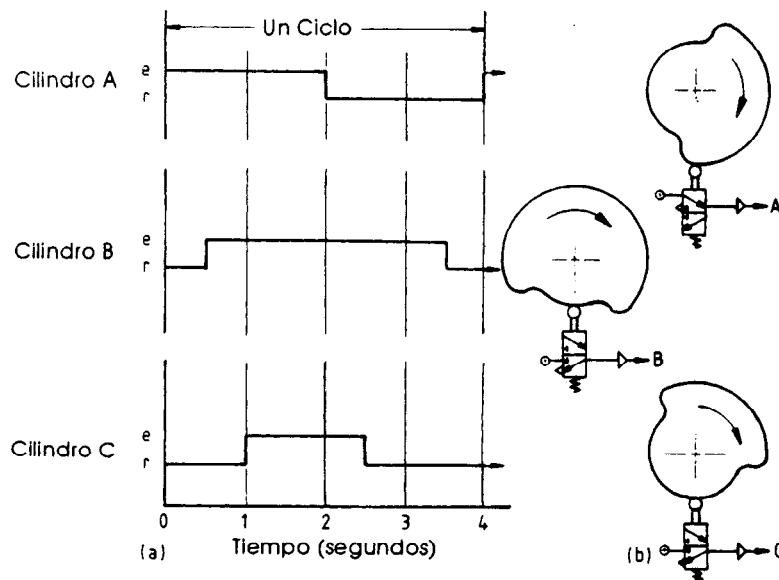 Un Ciclo
Cilindro A
e
r
A
Cilindro B
e
r
B
Cilindro C
e
r
C
0 1 2 3 4
(a) Tiempo (segundos) (b)